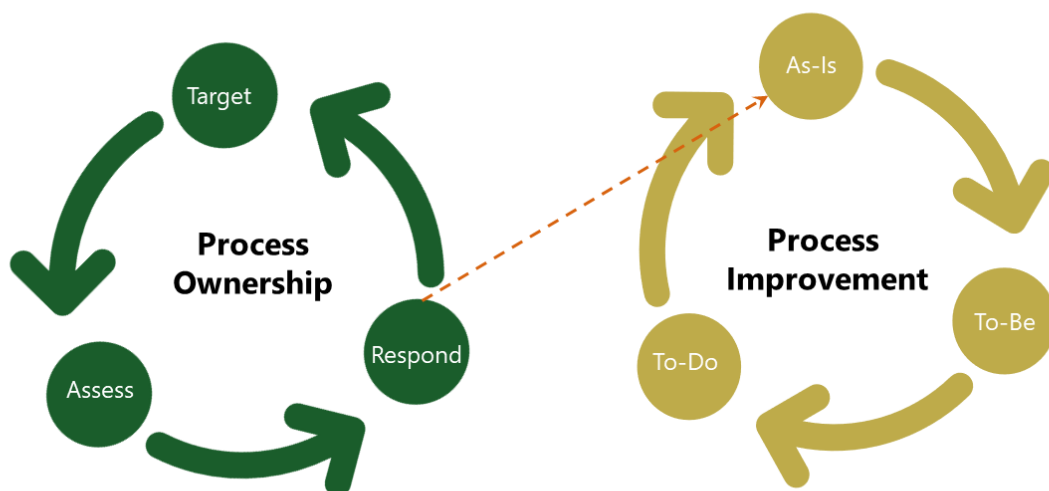 Target
Process
Ownership
Assess
Respond
As-Is
Process
Improvement
To-Be
To-Do